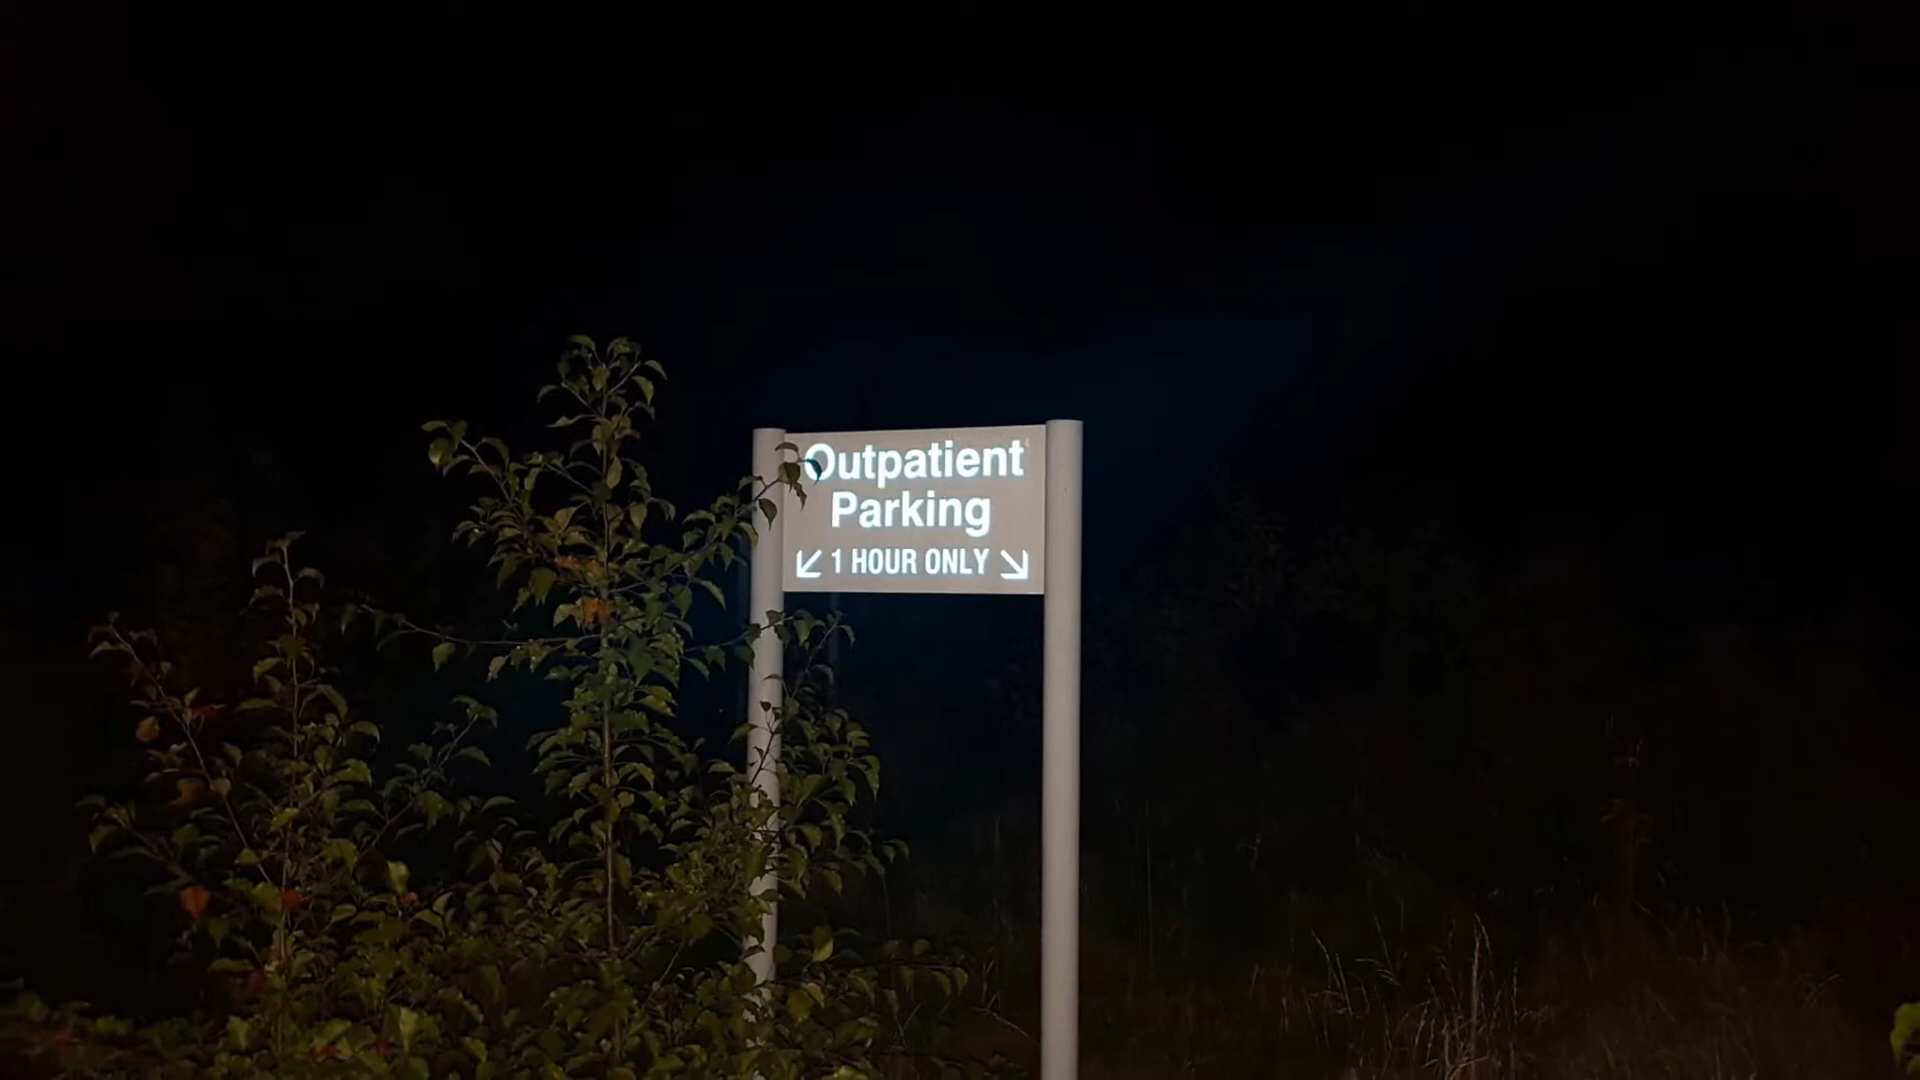 Outpatient
Parking
↙ 1 HOUR ONLY ↘